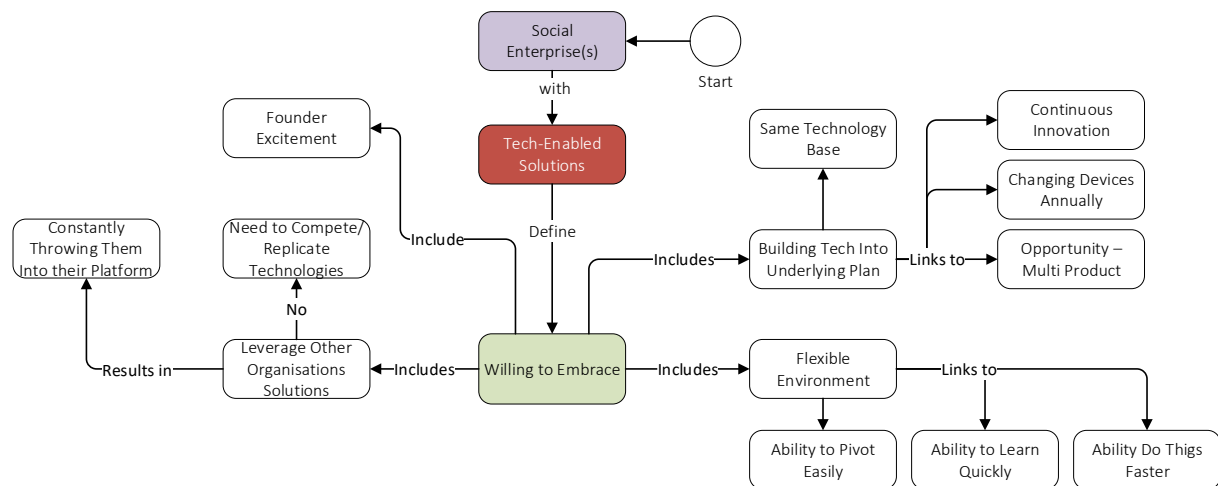 Social
Enterprise(s)
Start
with
Founder
Excitement
Tech-Enabled
Solutions
Same Technology
Base
Continuous
Innovation
Changing Devices
Annually
Constantly
Throwing Them
Into their Platform
Need to Compete/
Replicate
Technologies
Include
Define
Includes
Building Tech Into
Underlying Plan
Links to
Opportunity –
Multi Product
No
Results in
Leverage Other
Organisations
Solutions
Includes
Willing to Embrace
Includes
Flexible
Environment
Links to
Ability to Pivot
Easily
Ability to Learn
Quickly
Ability Do Thigs
Faster